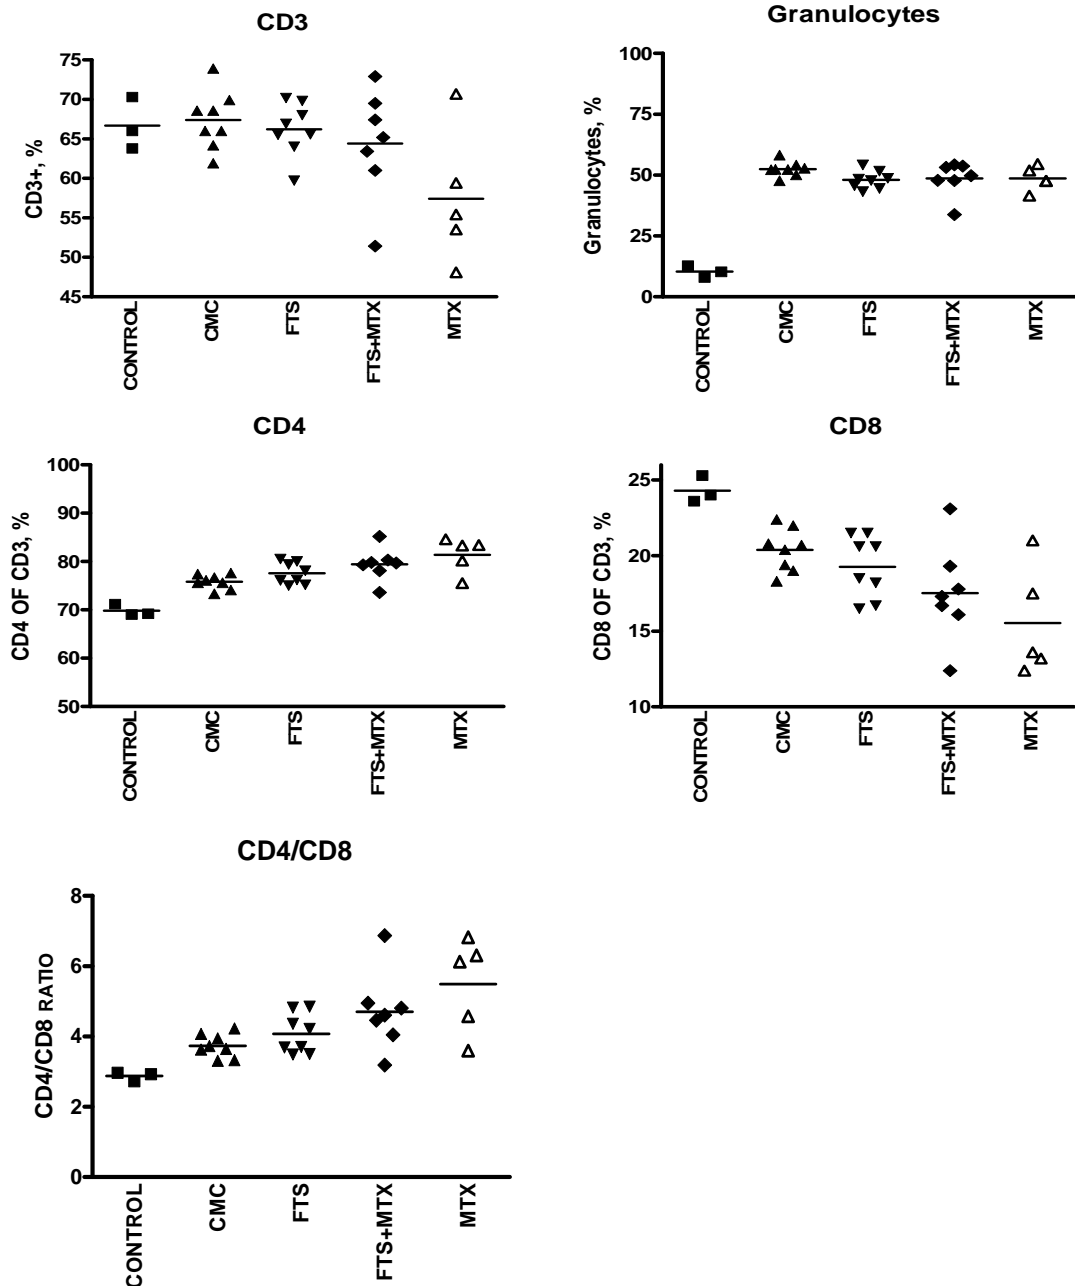 CD3
CD3+, %
75
70
65
60
55
50
45
CONTROL
CMC
FTS
FTS+MTX
MTX
Granulocytes
Granulocytes, %
100
75
50
25
0
CONTROL
CMC
FTS
FTS+MTX
MTX
CD4
CD4 OF CD3, %
100
90
80
70
60
50
CONTROL
CMC
FTS
FTS+MTX
MTX
CD8
CD8 OF CD3, %
25
20
15
10
CONTROL
CMC
FTS
FTS+MTX
MTX
CD4/CD8
CD4/CD8 RATIO
8
6
4
2
0
CONTROL
CMC
FTS
FTS+MTX
MTX